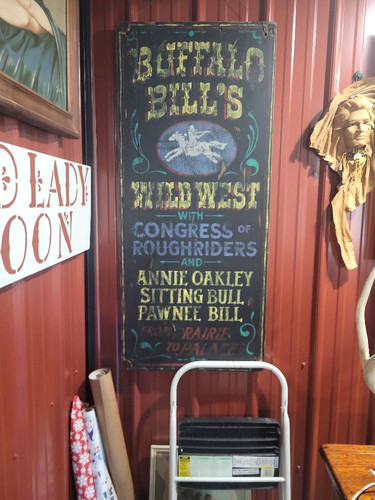 BUFFALO
BILL'S
WILD WEST
WITH
CONGRESS OF
ROUGHRIDERS
AND
ANNIE OAKLEY
SITTING BULL
PAWNEE BILL
FROM PRAIRIE
TO PALACE
D LADY
OON